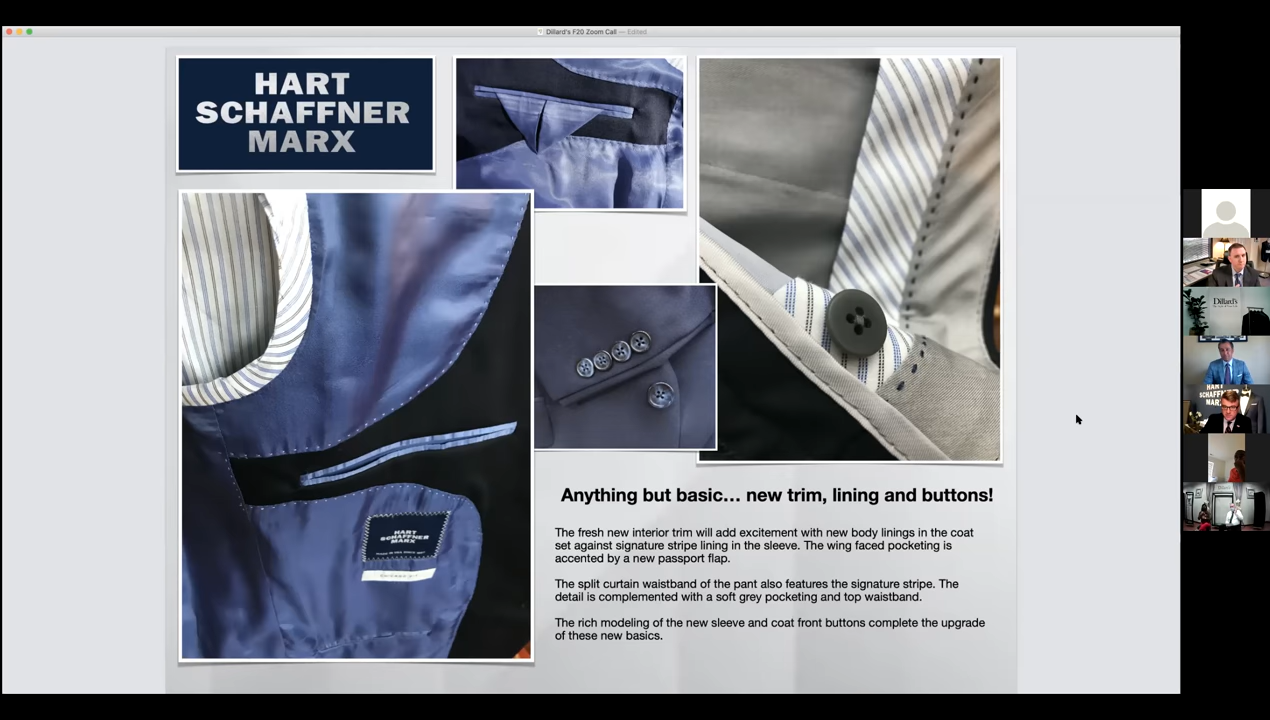 Dillard's F20 Zoom Call — Edited
HART
SCHAFFNER
MARX
HART
SCHAFFNER
MARX
Anything but basic... new trim, lining and buttons!
The fresh new interior trim will add excitement with new body linings in the coat
set against signature stripe lining in the sleeve. The wing faced pocketing is
accented by a new passport flap.
The split curtain waistband of the pant also features the signature stripe. The
detail is complemented with a soft grey pocketing and top waistband.
The rich modeling of the new sleeve and coat front buttons complete the upgrade
of these new basics.
Dillard's
HART